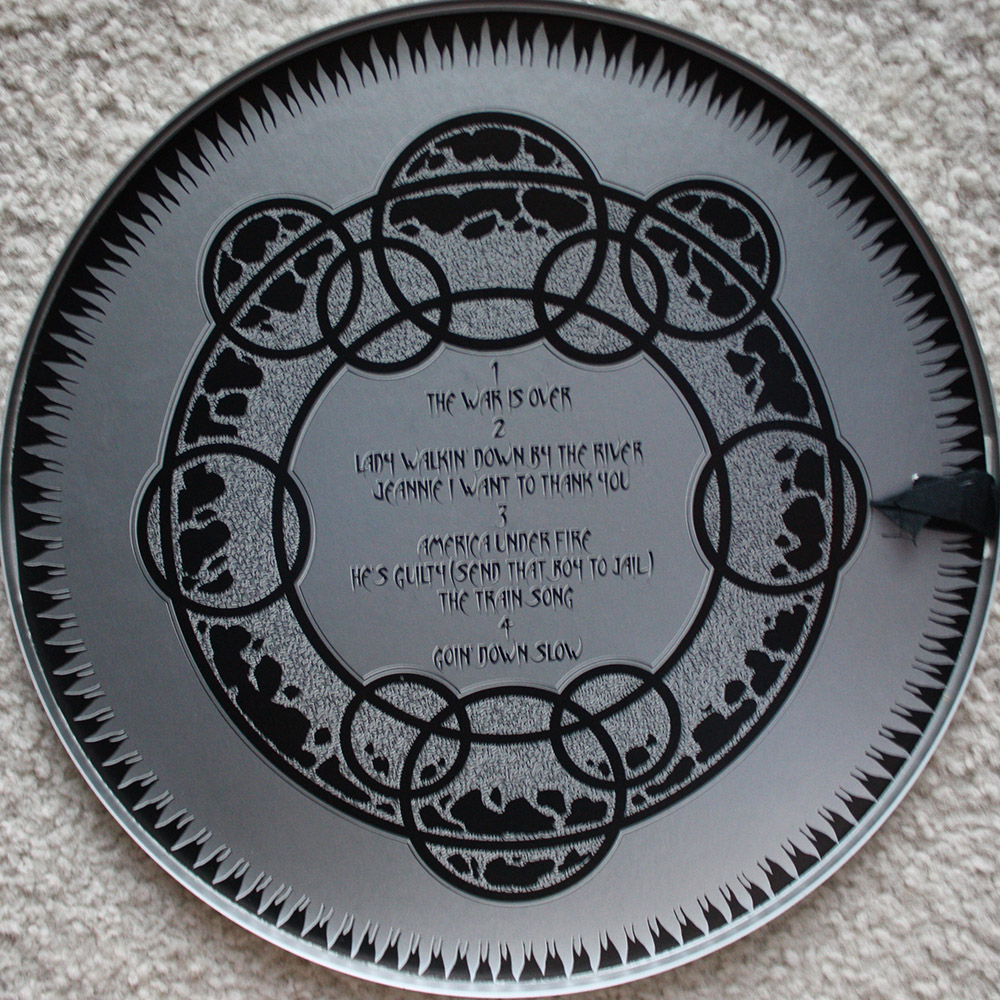 1
THE WAR IS OVER
2
LADY WALKIN' DOWN BY THE RIVER
JEANNIE I WANT TO THANK YOU
3
AMERICA UNDER FIRE
HE'S GUILTY (SEND THAT BOY TO JAIL)
THE TRAIN SONG
4
GOIN' DOWN SLOW